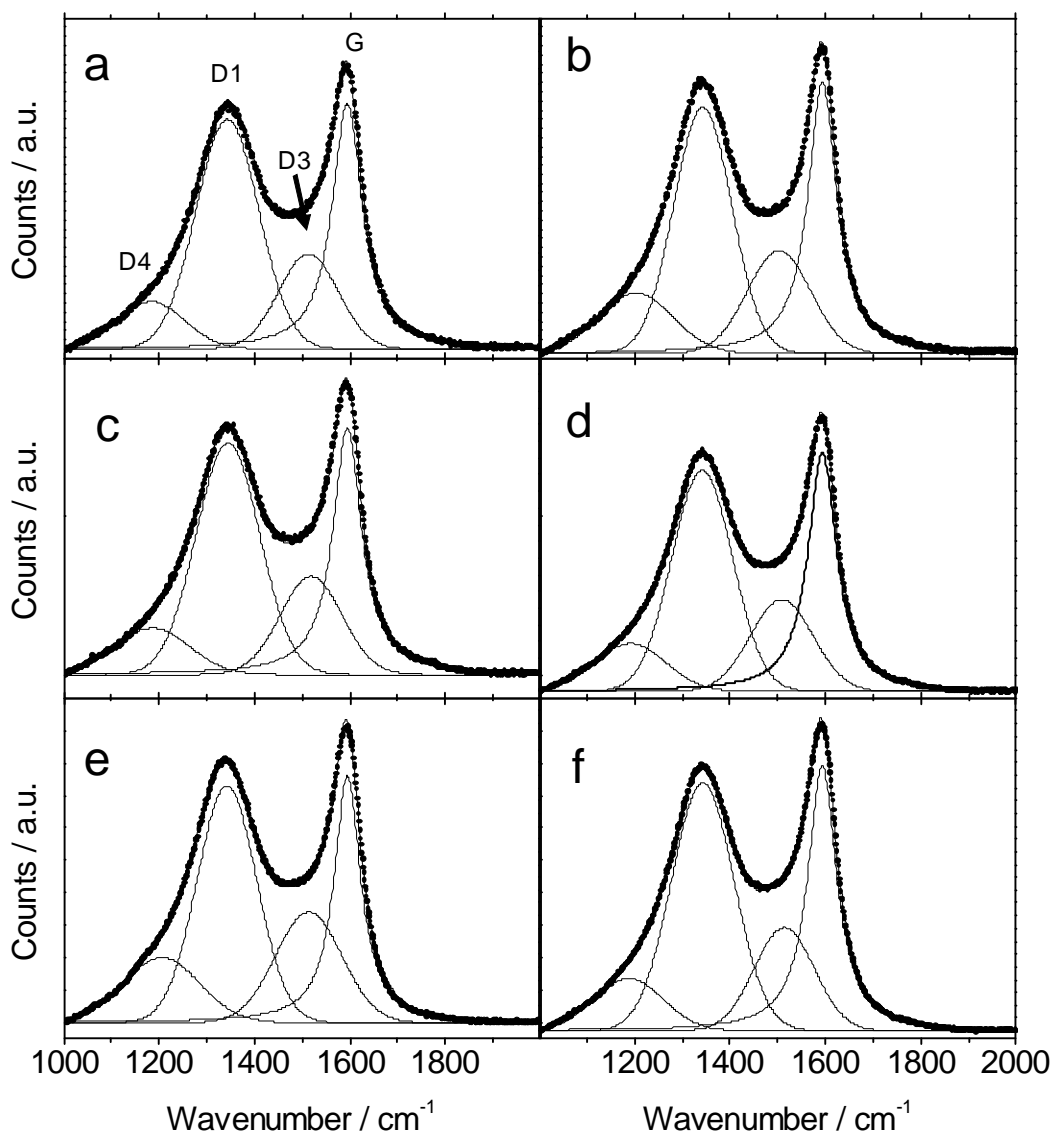 a
D1
G
D3
D4
b
Counts / a.u.
c
d
Counts / a.u.
e
f
Counts / a.u.
1000 1200 1400 1600 1200 1400 1600 1800 2000
Wavenumber / cm⁻¹ Wavenumber / cm⁻¹